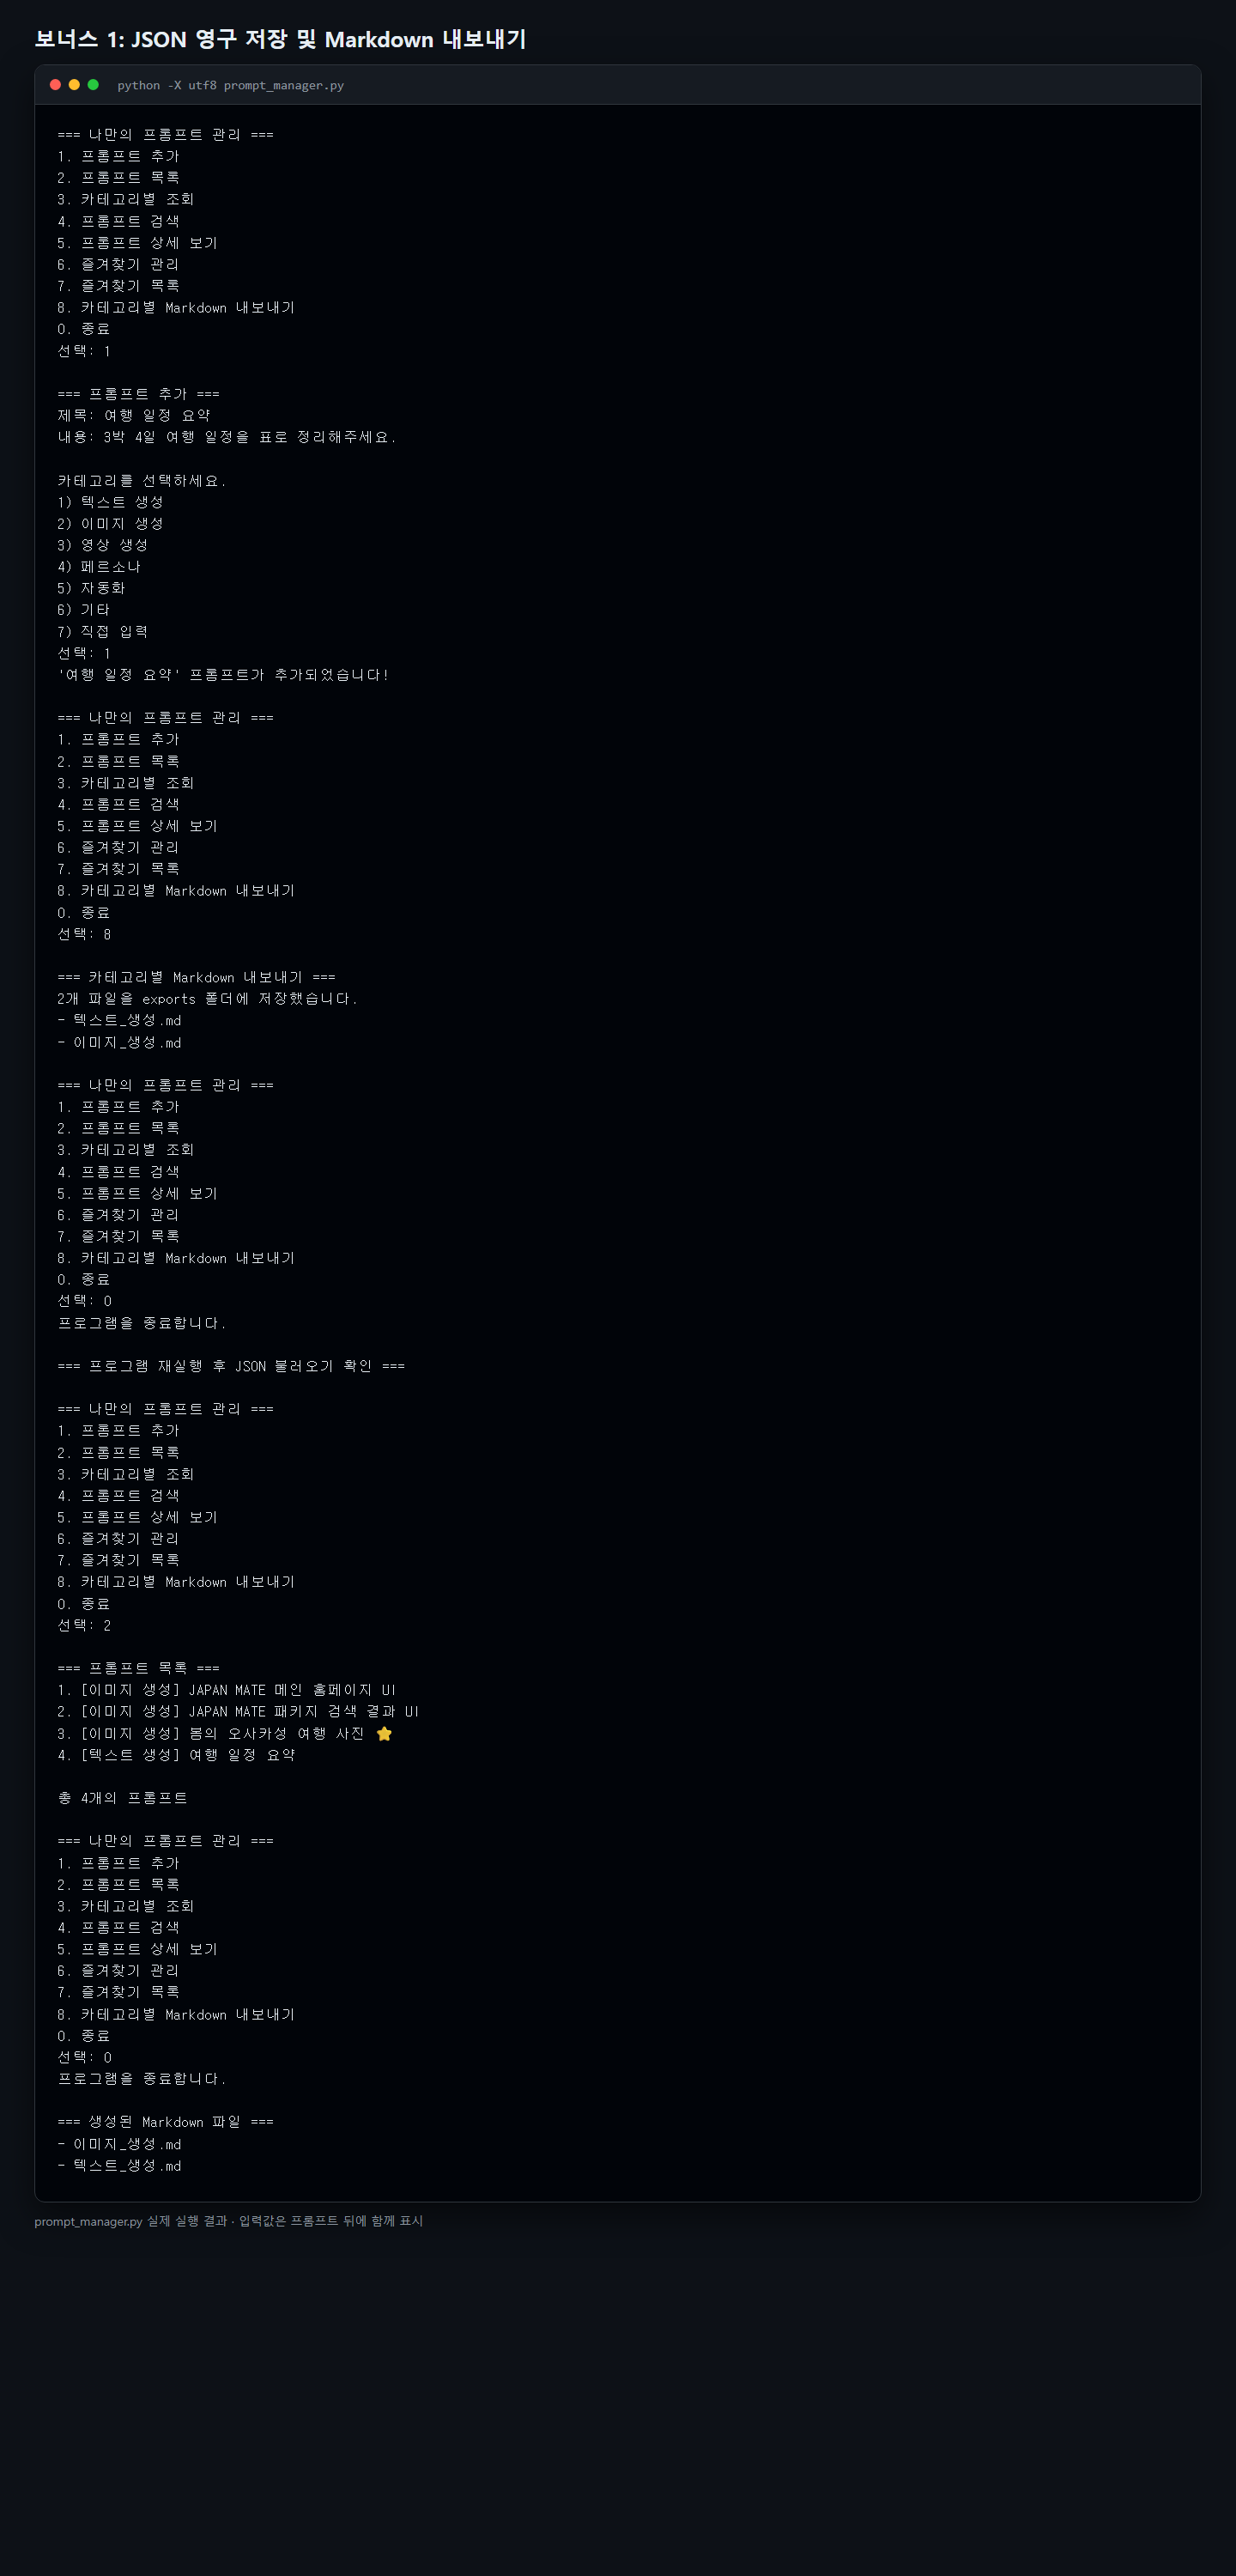 보너스 1: JSON 영구 저장 및 Markdown 내보내기
python -X utf8 prompt_manager.py
=== 나만의 프롬프트 관리 ===
1. 프롬프트 추가
2. 프롬프트 목록
3. 카테고리별 조회
4. 프롬프트 검색
5. 프롬프트 상세 보기
6. 즐겨찾기 관리
7. 즐겨찾기 목록
8. 카테고리별 Markdown 내보내기
0. 종료
선택: 1
=== 프롬프트 추가 ===
제목: 여행 일정 요약
내용: 3박 4일 여행 일정을 표로 정리해주세요.
카테고리를 선택하세요.
1) 텍스트 생성
2) 이미지 생성
3) 영상 생성
4) 페르소나
5) 자동화
6) 기타
7) 직접 입력
선택: 1
'여행 일정 요약' 프롬프트가 추가되었습니다!
=== 나만의 프롬프트 관리 ===
1. 프롬프트 추가
2. 프롬프트 목록
3. 카테고리별 조회
4. 프롬프트 검색
5. 프롬프트 상세 보기
6. 즐겨찾기 관리
7. 즐겨찾기 목록
8. 카테고리별 Markdown 내보내기
0. 종료
선택: 8
=== 카테고리별 Markdown 내보내기 ===
2개 파일을 exports 폴더에 저장했습니다.
- 텍스트_생성.md
- 이미지_생성.md
=== 나만의 프롬프트 관리 ===
1. 프롬프트 추가
2. 프롬프트 목록
3. 카테고리별 조회
4. 프롬프트 검색
5. 프롬프트 상세 보기
6. 즐겨찾기 관리
7. 즐겨찾기 목록
8. 카테고리별 Markdown 내보내기
0. 종료
선택: 0
프로그램을 종료합니다.
=== 프로그램 재실행 후 JSON 불러오기 확인 ===
=== 나만의 프롬프트 관리 ===
1. 프롬프트 추가
2. 프롬프트 목록
3. 카테고리별 조회
4. 프롬프트 검색
5. 프롬프트 상세 보기
6. 즐겨찾기 관리
7. 즐겨찾기 목록
8. 카테고리별 Markdown 내보내기
0. 종료
선택: 2
=== 프롬프트 목록 ===
1. [이미지 생성] JAPAN MATE 메인 홈페이지 UI
2. [이미지 생성] JAPAN MATE 패키지 검색 결과 UI
3. [이미지 생성] 봄의 오사카성 여행 사진 ⭐
4. [텍스트 생성] 여행 일정 요약
총 4개의 프롬프트
=== 나만의 프롬프트 관리 ===
1. 프롬프트 추가
2. 프롬프트 목록
3. 카테고리별 조회
4. 프롬프트 검색
5. 프롬프트 상세 보기
6. 즐겨찾기 관리
7. 즐겨찾기 목록
8. 카테고리별 Markdown 내보내기
0. 종료
선택: 0
프로그램을 종료합니다.
=== 생성된 Markdown 파일 ===
- 이미지_생성.md
- 텍스트_생성.md
prompt_manager.py 실제 실행 결과 · 입력값은 프롬프트 뒤에 함께 표시